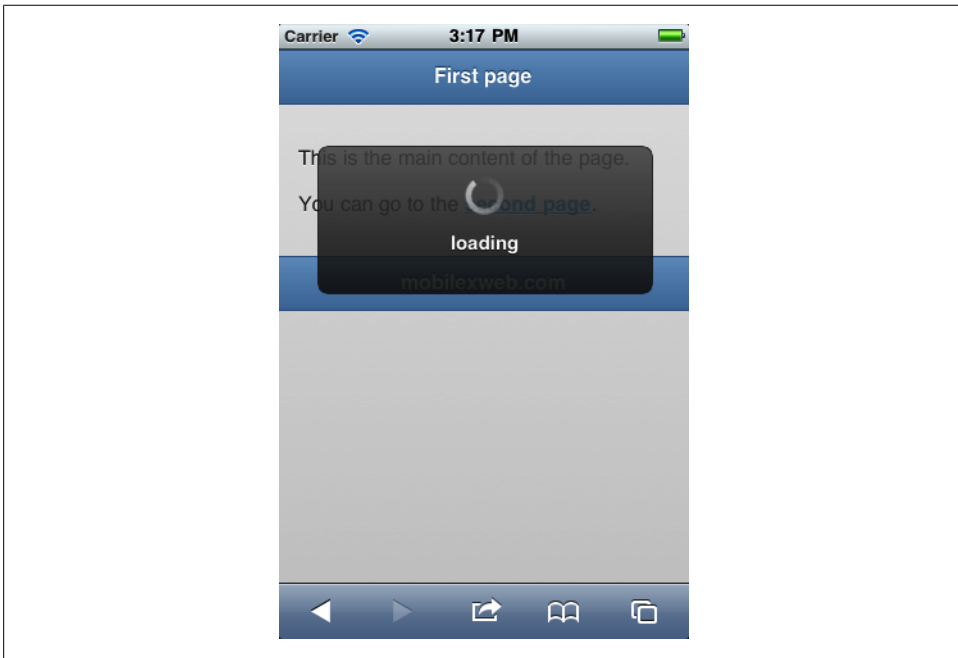 Carrier 3:17 PM
First page
This is the main content of the page.
You can go to the second page.
loading
mobilexweb.com